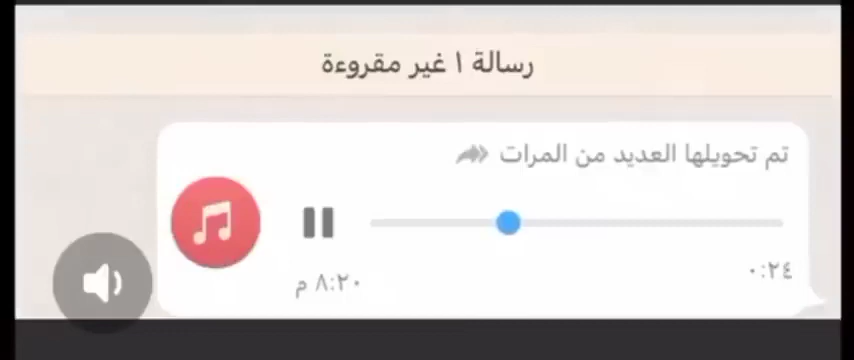 رسالة ١ غير مقروءة
تم تحويلها العديد من المرات
٠:٢٤
٨:٢٠ م